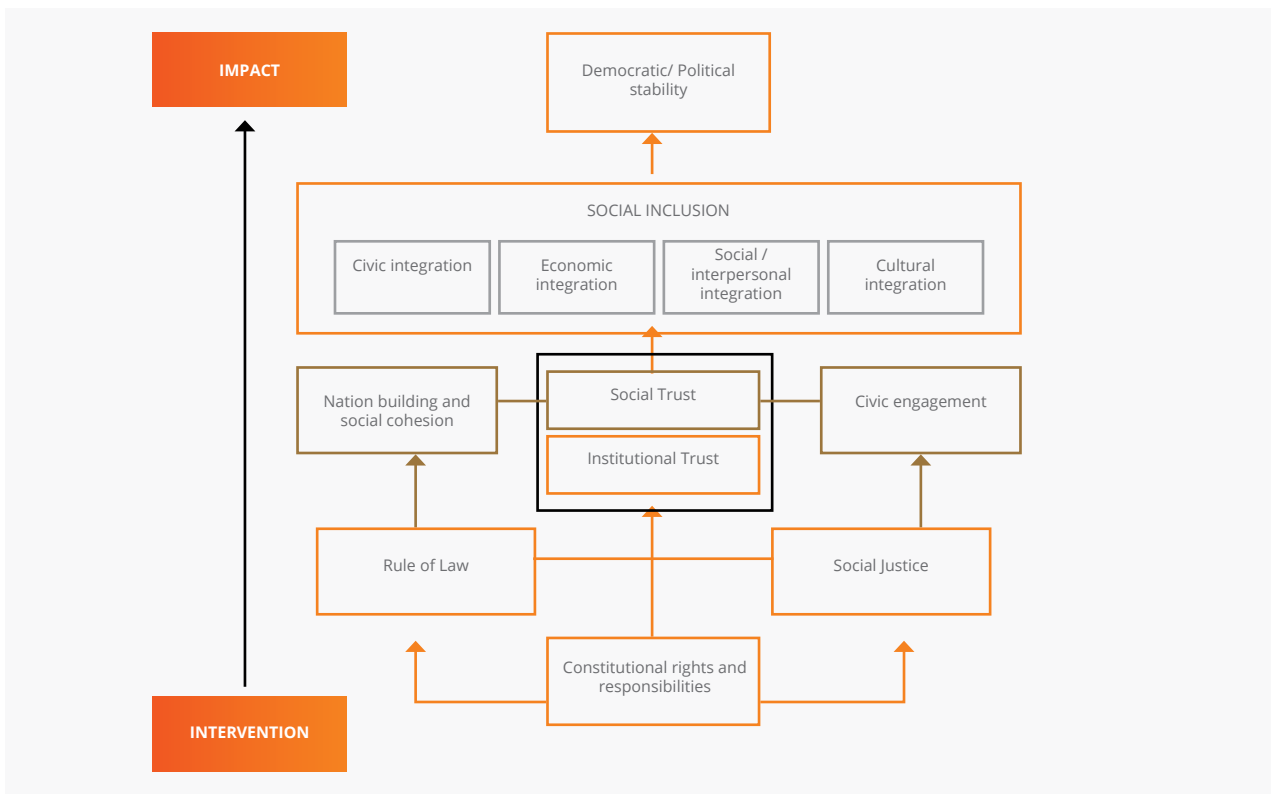 IMPACT
Democratic/ Political
stability
SOCIAL INCLUSION
Civic integration
Economic
integration
Social /
interpersonal
integration
Cultural
integration
Nation building and
social cohesion
Social Trust
Institutional Trust
Civic engagement
Rule of Law
Social Justice
Constitutional rights and
responsibilities
INTERVENTION